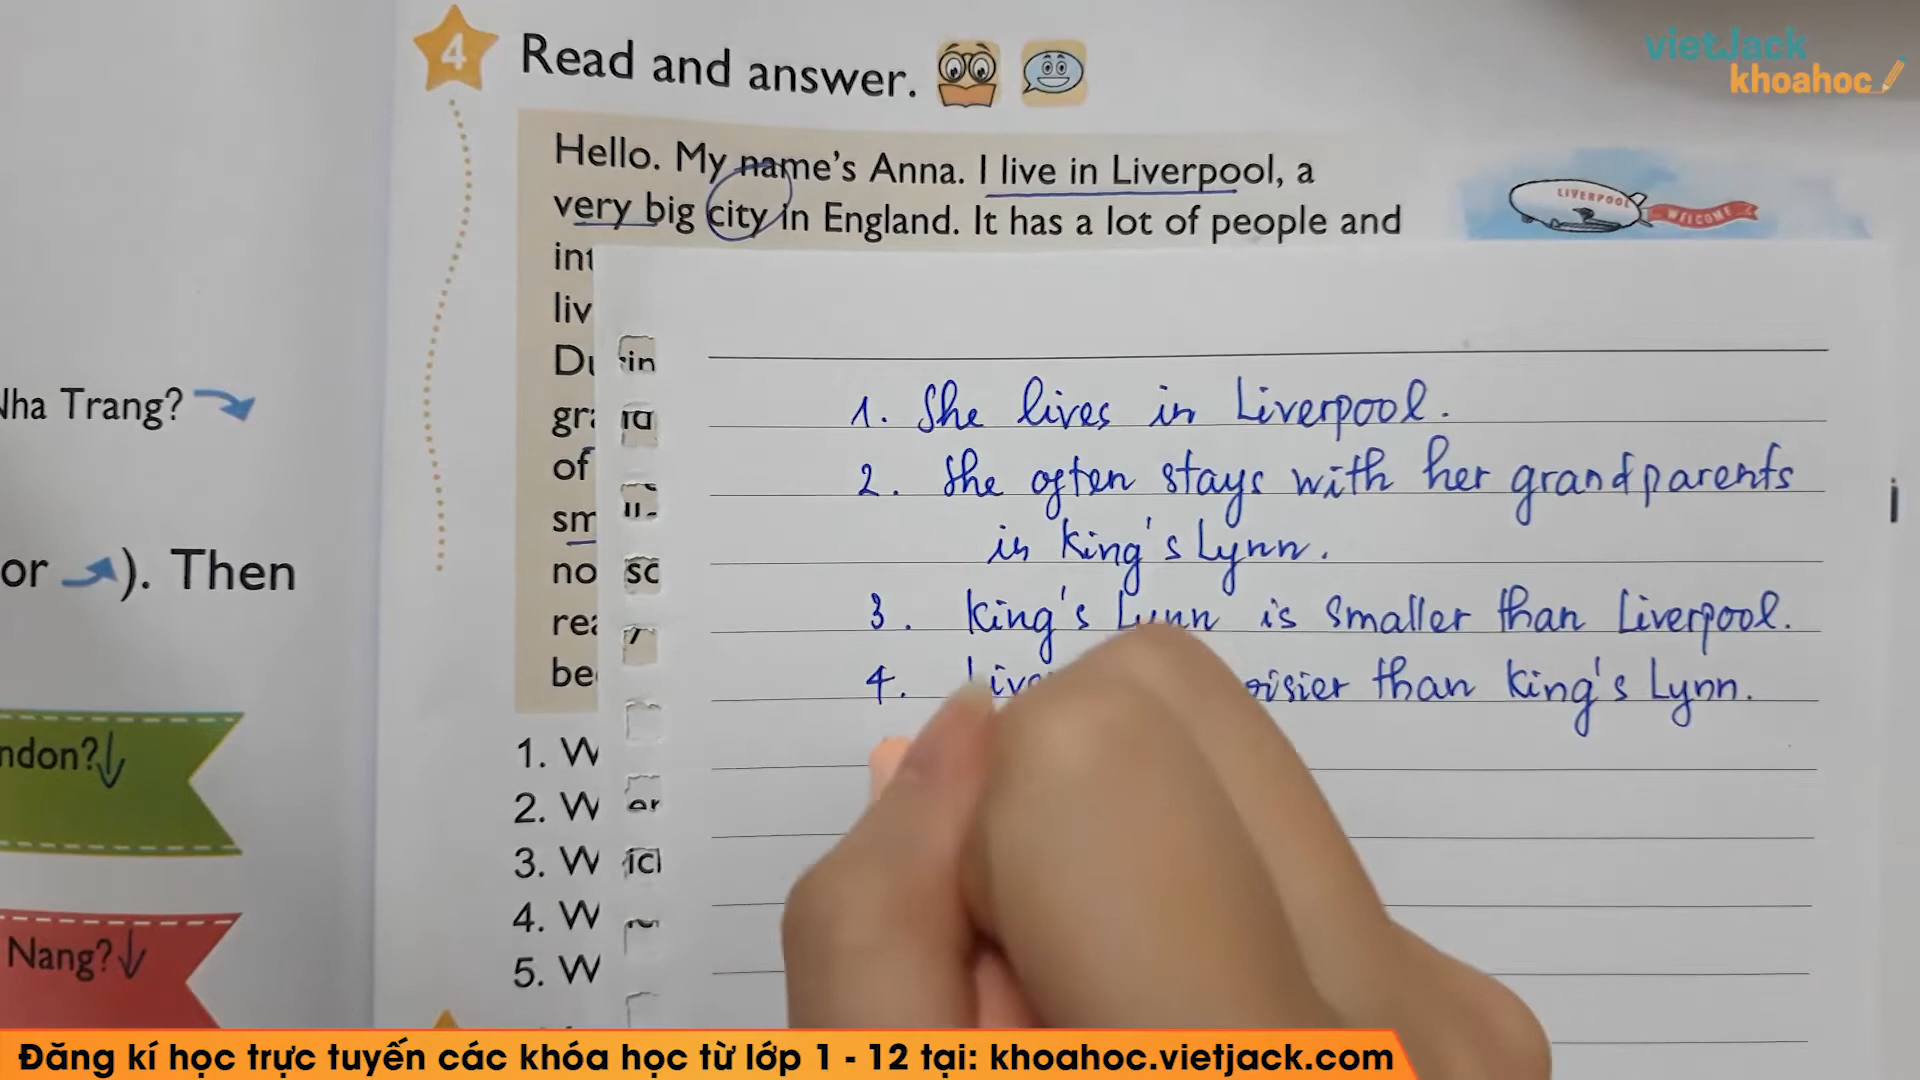 4 Read and answer.
vietJack
khoahoc
Hello. My name's Anna. I live in Liverpool, a
very big city in England. It has a lot of people and
LIVERPOOL
WELCOME
1. She lives in Liverpool.
2. She often stays with her grandparents
in King's Lynn.
3. King's Lynn is smaller than Liverpool.
4. than King's Lynn.
1. W
2. W
3. W
4. W
5. W
Nha Trang?
or ). Then
ndon?
Nang?
Đăng kí học trực tuyến các khóa học từ lớp 1 - 12 tại: khoahoc.vietjack.com